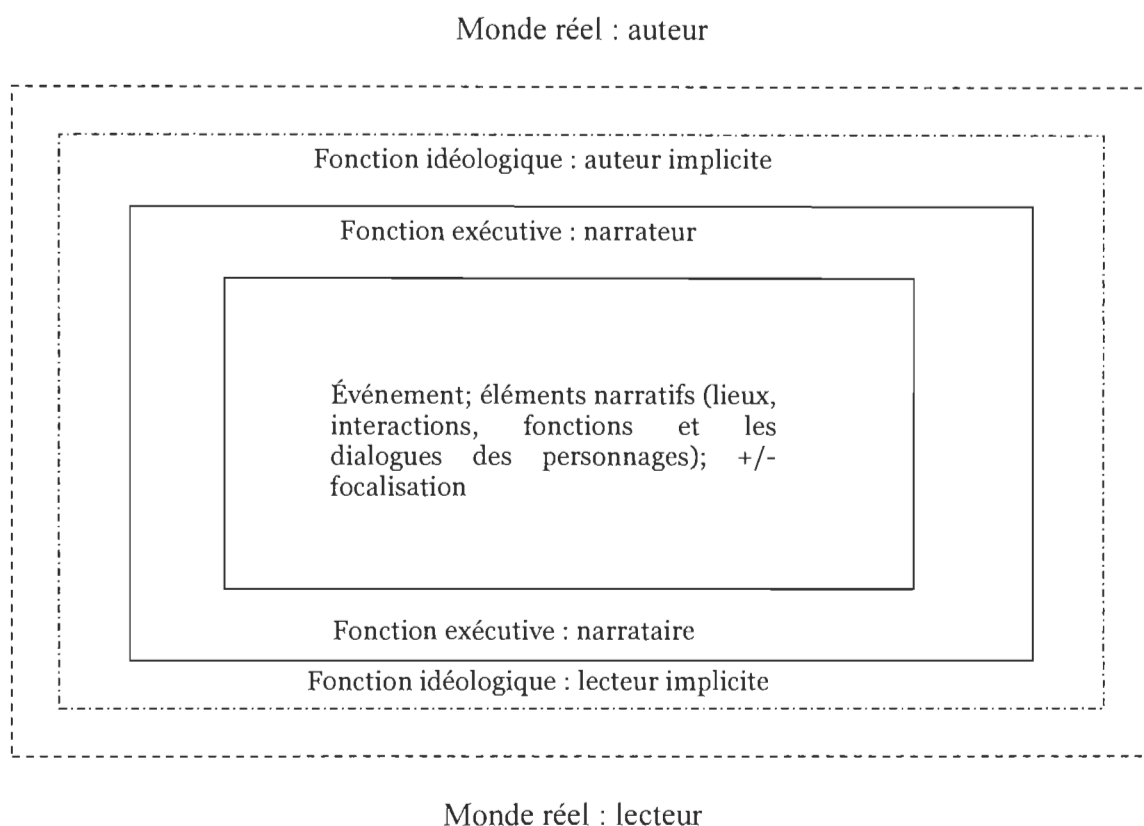 Monde réel : auteur
Fonction idéologique : auteur implicite
Fonction exécutive : narrateur
Événement; éléments narratifs (lieux,
interactions, fonctions et les
dialogues des personnages); +/-
focalisation
Fonction exécutive : narrataire
Fonction idéologique : lecteur implicite
Monde réel : lecteur